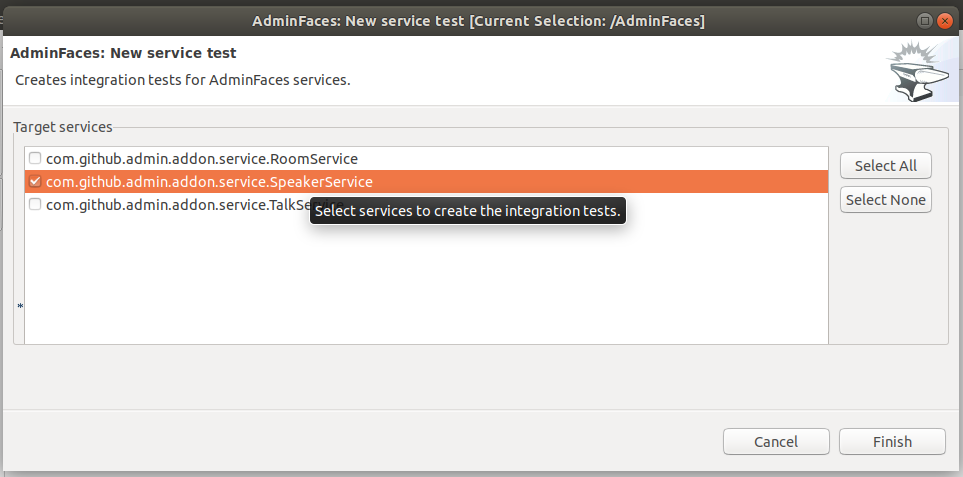 AdminFaces: New service test [Current Selection: /AdminFaces]
AdminFaces: New service test
Creates integration tests for AdminFaces services.
Target services
com.github.admin.addon.service.RoomService
Select All
com.github.admin.addon.service.SpeakerService
Select None
com.github.admin.addon.service.TalkService
Select services to create the integration tests.
*
Cancel
Finish